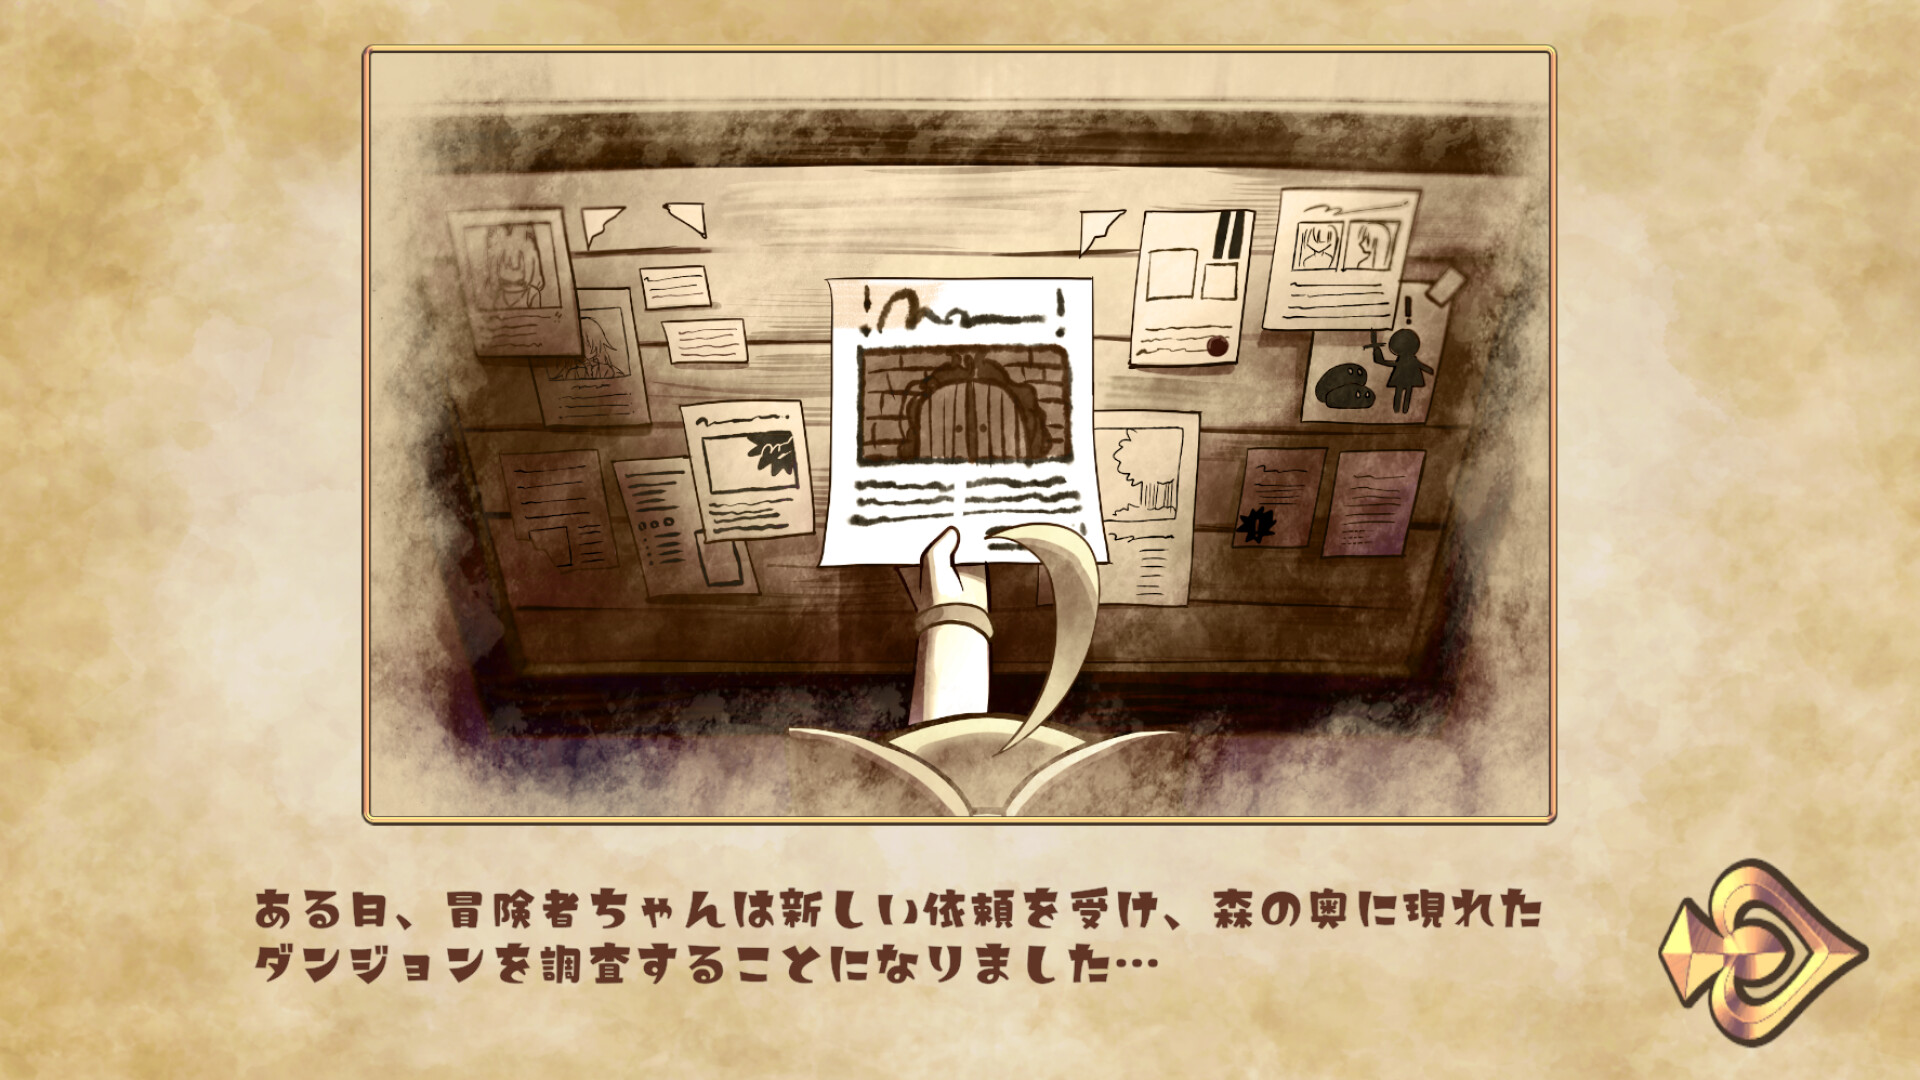 ある日、冒険者ちゃんは新しい依頼を受け、森の奥に現れた
ダンジョンを調査することになりました…